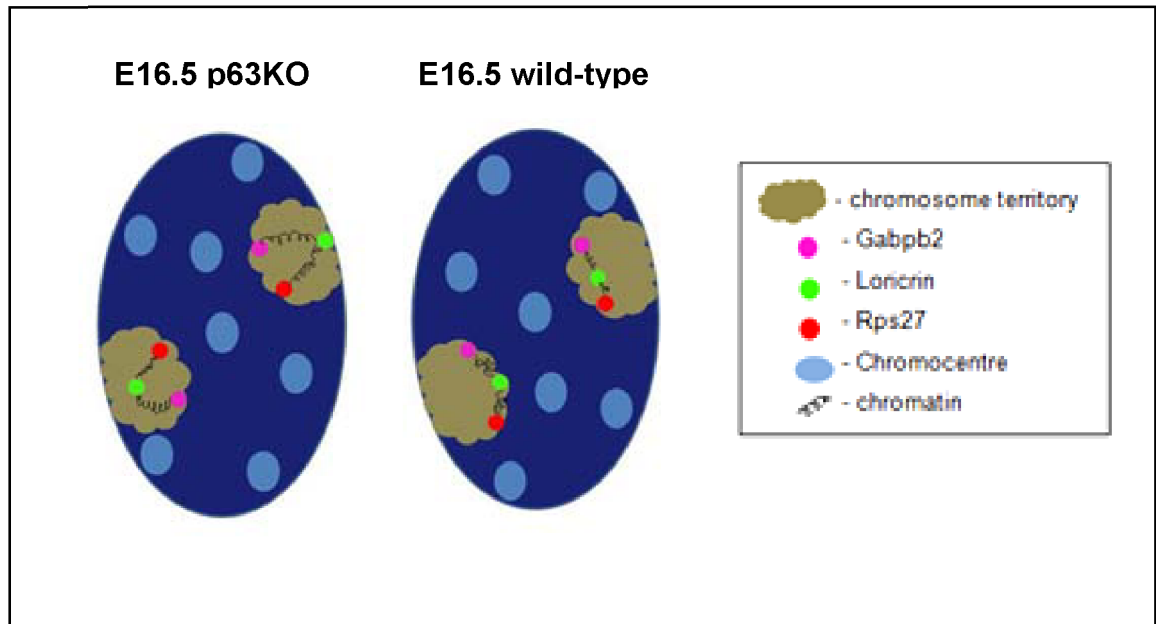 E16.5 p63KO
E16.5 wild-type
- chromosome territory
- Gabpb2
- Loricrin
- Rps27
- Chromocentre
- chromatin